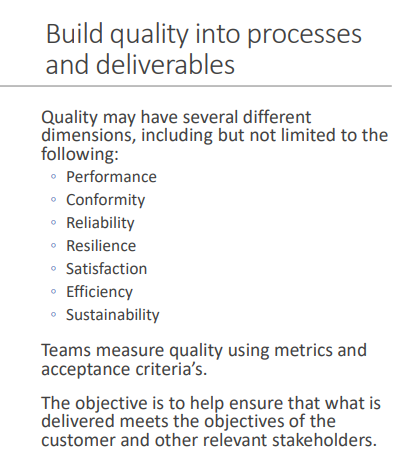 Build quality into processes
and deliverables
Quality may have several different
dimensions, including but not limited to the
following:
◦ Performance
◦ Conformity
◦ Reliability
◦ Resilience
◦ Satisfaction
◦ Efficiency
◦ Sustainability
Teams measure quality using metrics and
acceptance criteria’s.
The objective is to help ensure that what is
delivered meets the objectives of the
customer and other relevant stakeholders.